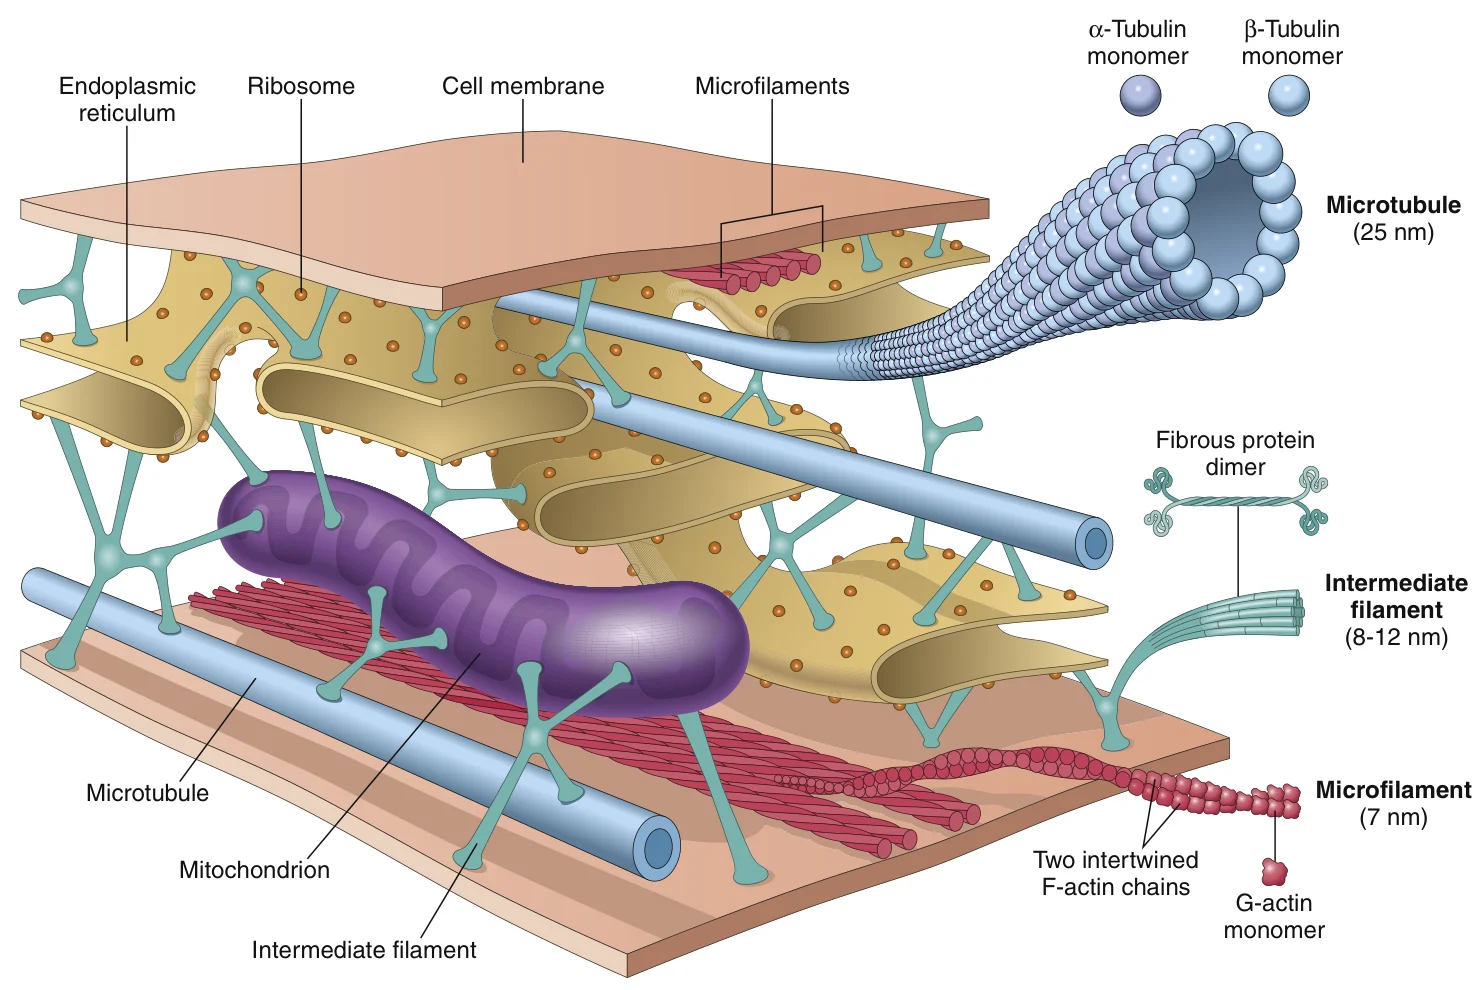 α-Tubulin
monomer
β-Tubulin
monomer
Endoplasmic
reticulum
Ribosome
Cell membrane
Microfilaments
Microtubule
(25 nm)
Fibrous protein
dimer
Intermediate
filament
(8-12 nm)
Microtubule
Microfilament
(7 nm)
Mitochondrion
Two intertwined
F-actin chains
G-actin
monomer
Intermediate filament